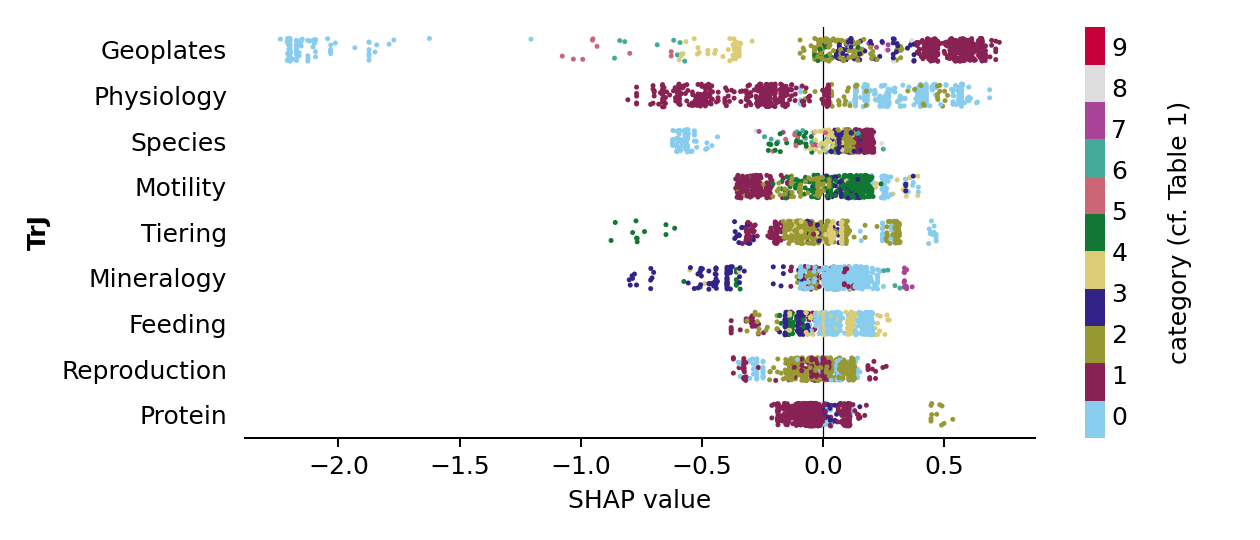 TrJ
Geoplates
Physiology
Species
Motility
Tiering
Mineralogy
Feeding
Reproduction
Protein
−2.0 −1.5 −1.0 −0.5 0.0 0.5
SHAP value
9
8
7
6
5
4
3
2
1
0
category (cf. Table 1)